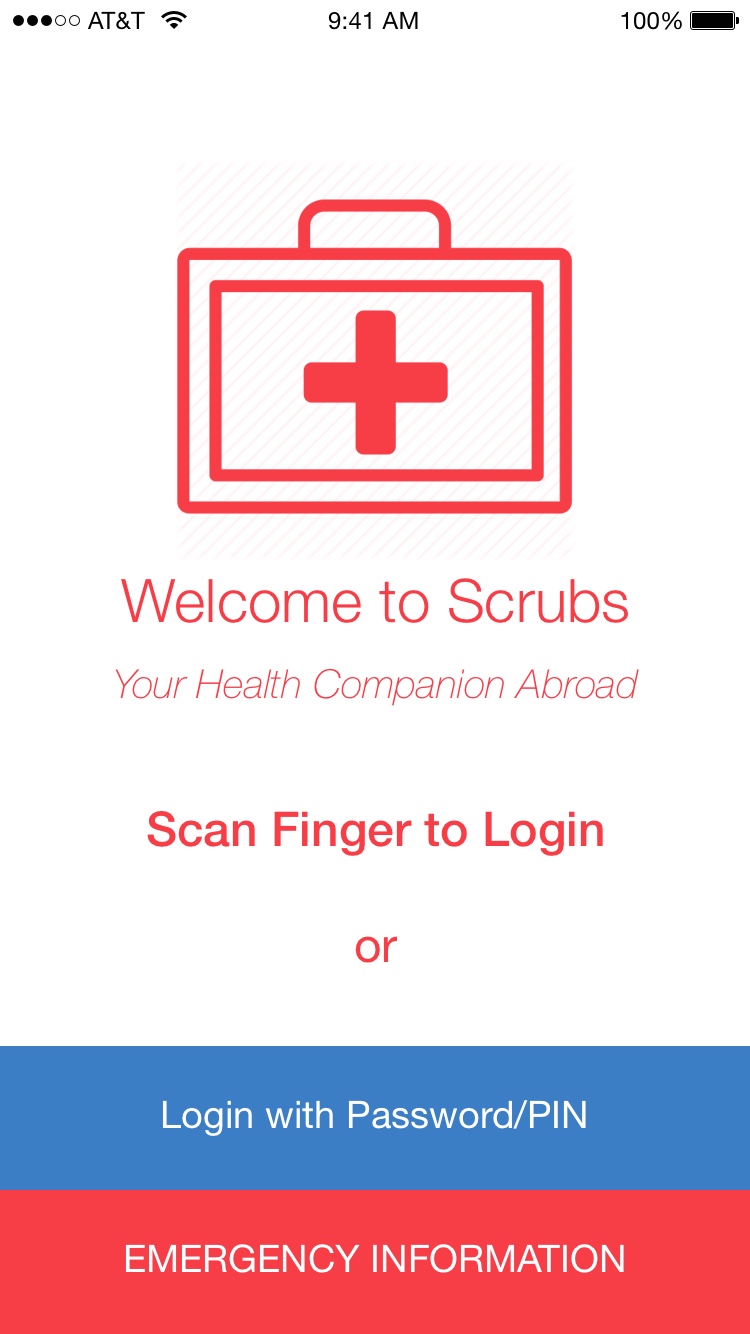 AT&T 9:41 AM 100%
Welcome to Scrubs
Your Health Companion Abroad
Scan Finger to Login
or
Login with Password/PIN
EMERGENCY INFORMATION